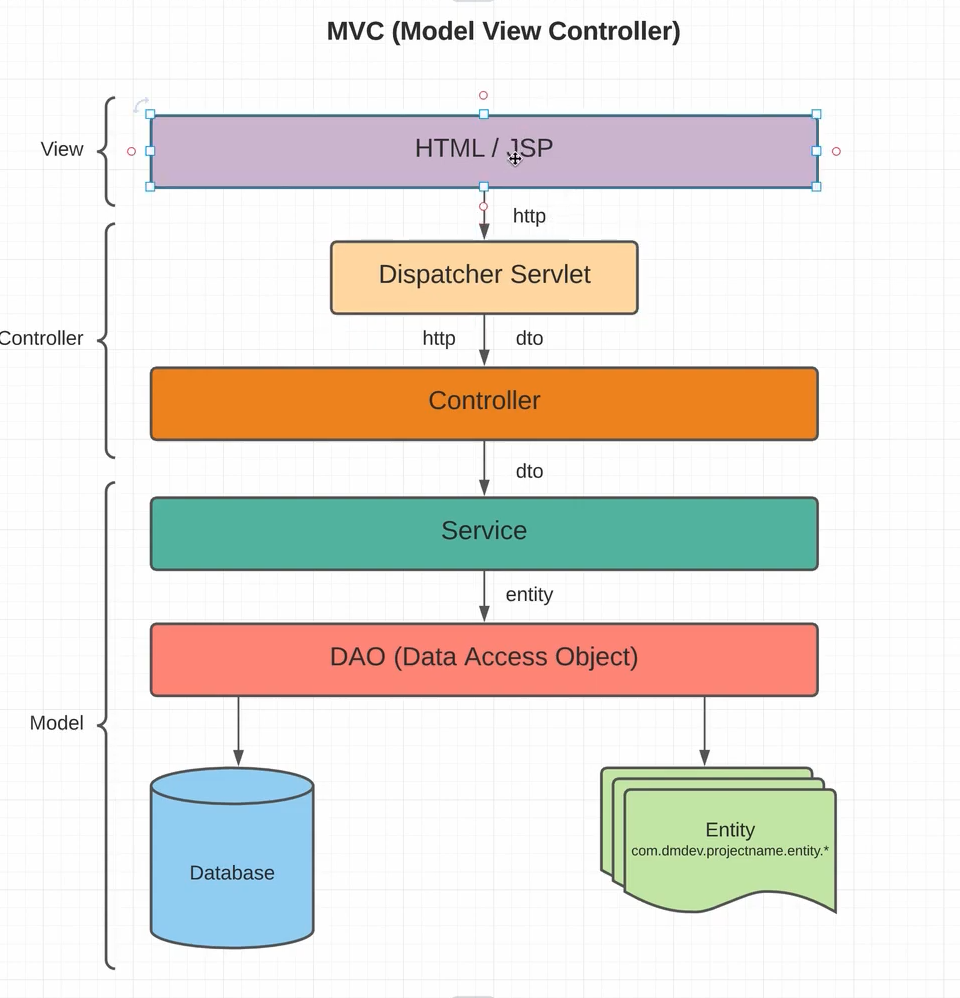 MVC (Model View Controller)
View
HTML / JSP
http
Dispatcher Servlet
Controller
http
dto
Controller
dto
Service
entity
DAO (Data Access Object)
Model
Entity
com.dmdev.projectname.entity.*
Database